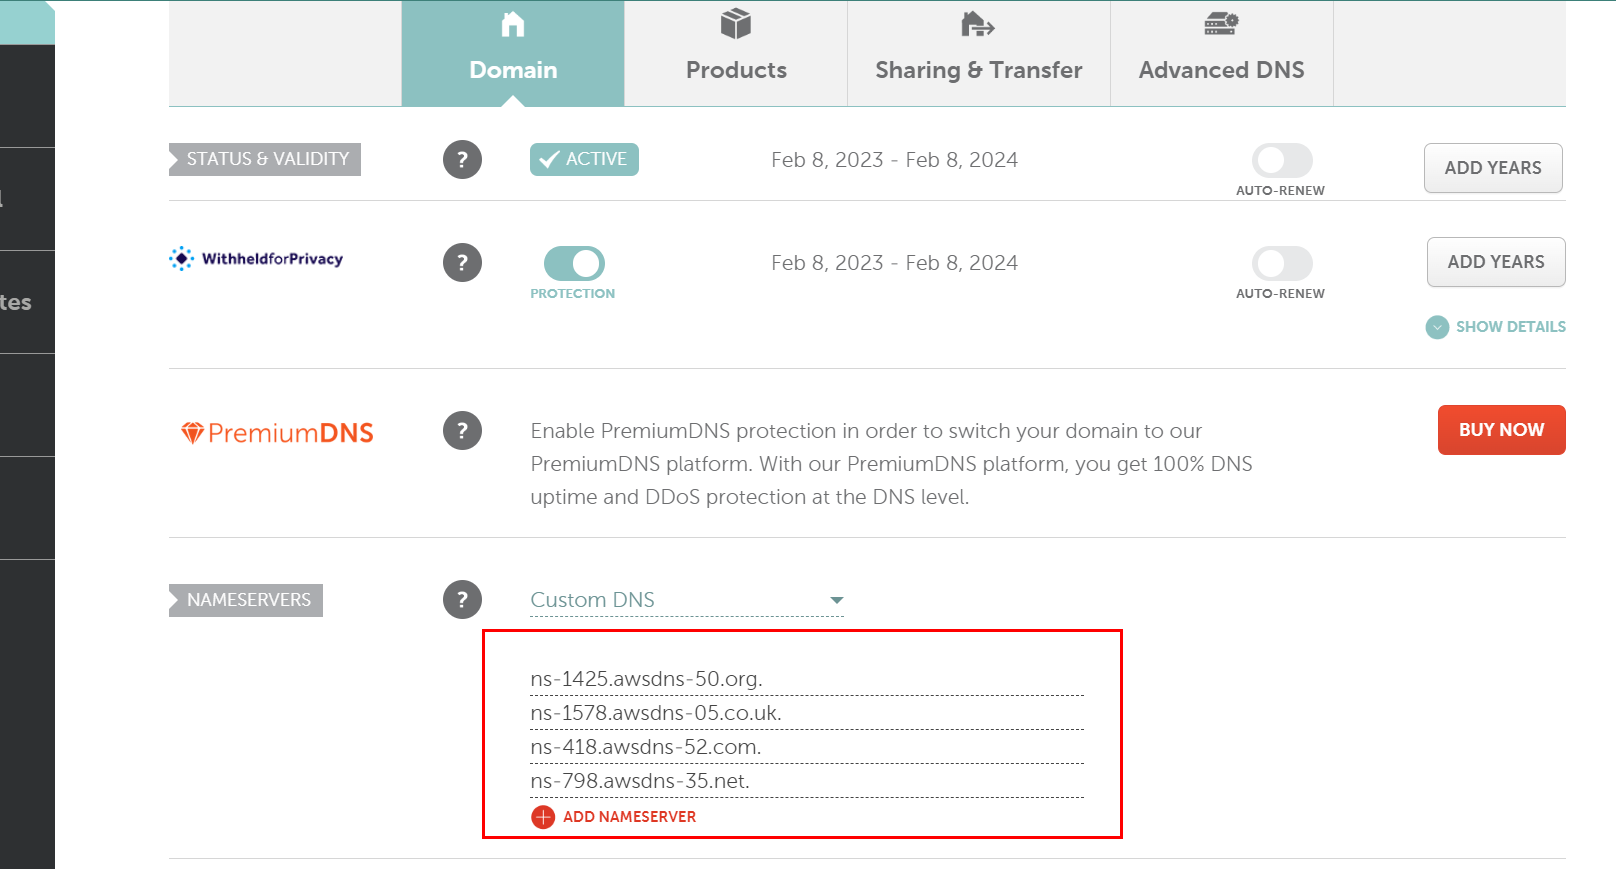 Domain
Products
Sharing & Transfer
Advanced DNS
STATUS & VALIDITY
?
ACTIVE
Feb 8, 2023 - Feb 8, 2024
AUTO-RENEW
ADD YEARS
WithheldforPrivacy
?
PROTECTION
Feb 8, 2023 - Feb 8, 2024
AUTO-RENEW
ADD YEARS
tes
SHOW DETAILS
PremiumDNS
?
Enable PremiumDNS protection in order to switch your domain to our
PremiumDNS platform. With our PremiumDNS platform, you get 100% DNS
uptime and DDoS protection at the DNS level.
BUY NOW
NAMESERVERS
?
Custom DNS
ns-1425.awsdns-50.org.
ns-1578.awsdns-05.co.uk.
ns-418.awsdns-52.com.
ns-798.awsdns-35.net.
ADD NAMESERVER